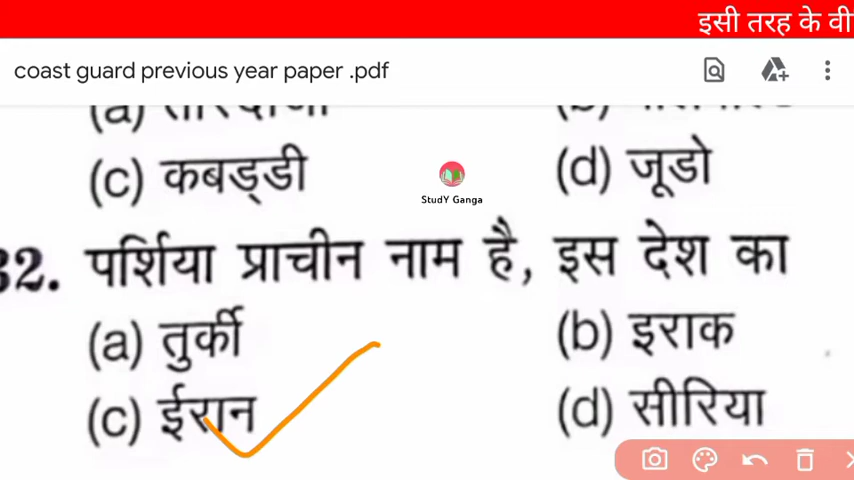 इसी तरह के वी
coast guard previous year paper .pdf
(c) कबड्डी
(d) जूडो
StudY Ganga
32. पर्शिया प्राचीन नाम है, इस देश का
(a) तुर्की
(b) इराक
(c) ईरान
(d) सीरिया